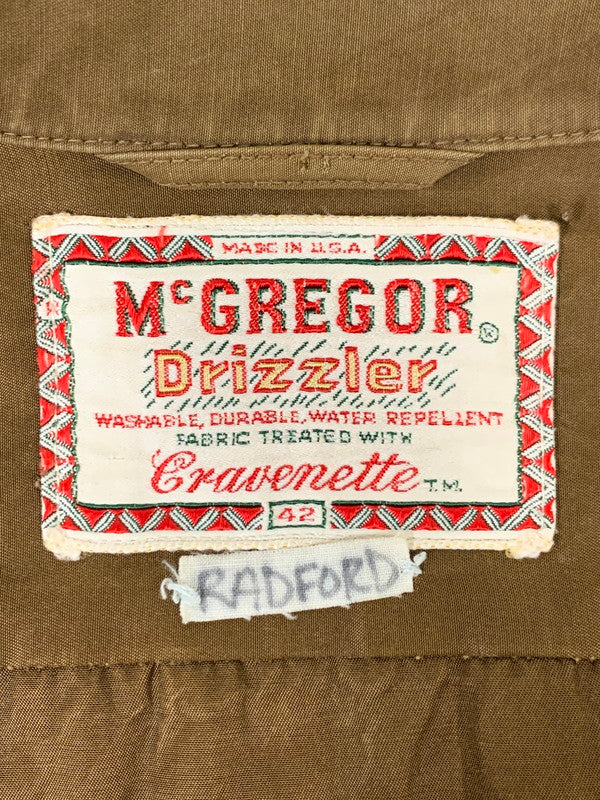 MADE IN U.S.A.
McGREGOR®
Drizzler
WASHABLE, DURABLE, WATER REPELLENT
FABRIC TREATED WITH
Cravenette T.M.
42
RADFORD